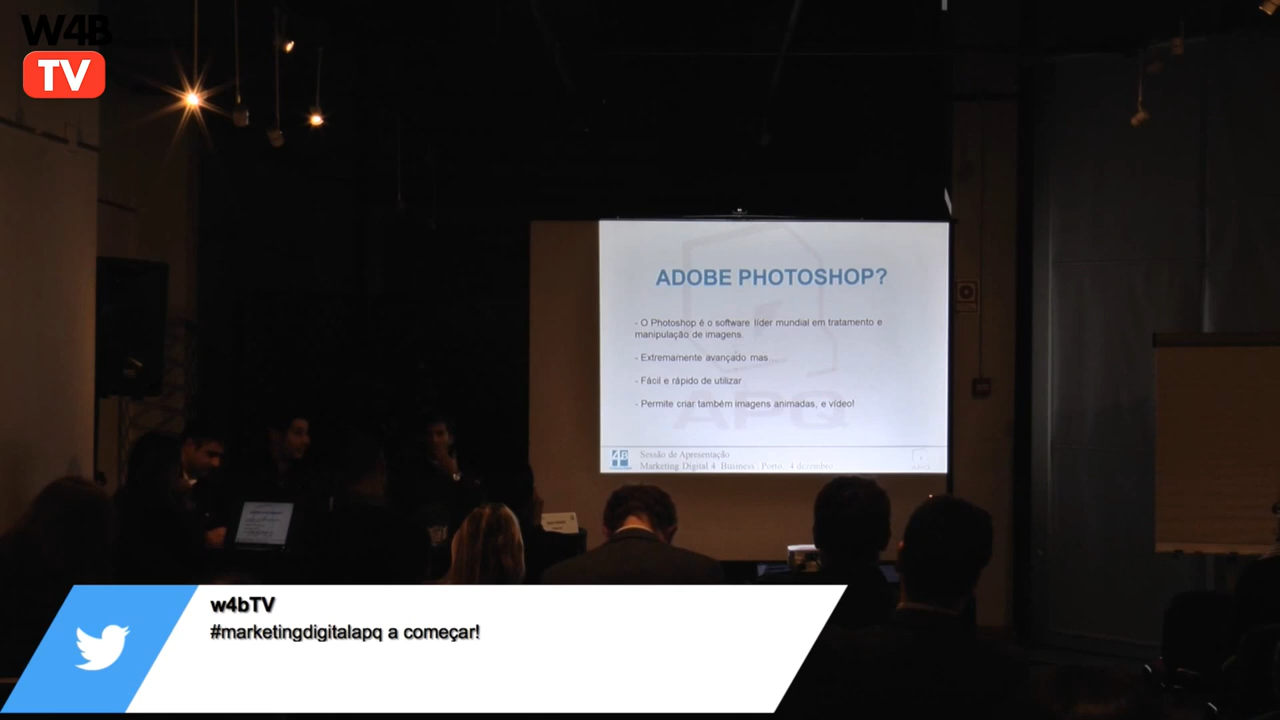 W4B
TV
ADOBE PHOTOSHOP?
- O Photoshop é o software líder mundial em tratamento e
manipulação de imagens.
- Extremamente avançado mas
- Fácil e rápido de utilizar
- Permite criar também imagens animadas, e vídeo!
APQ
4B
Sessão de Apresentação
Marketing Digital 4 Business | Porto, 4 dezembro
w4bTV
#marketingdigitalapq a começar!